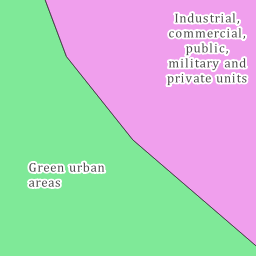 Industrial,
commercial,
public,
military and
private units
Green urban
areas